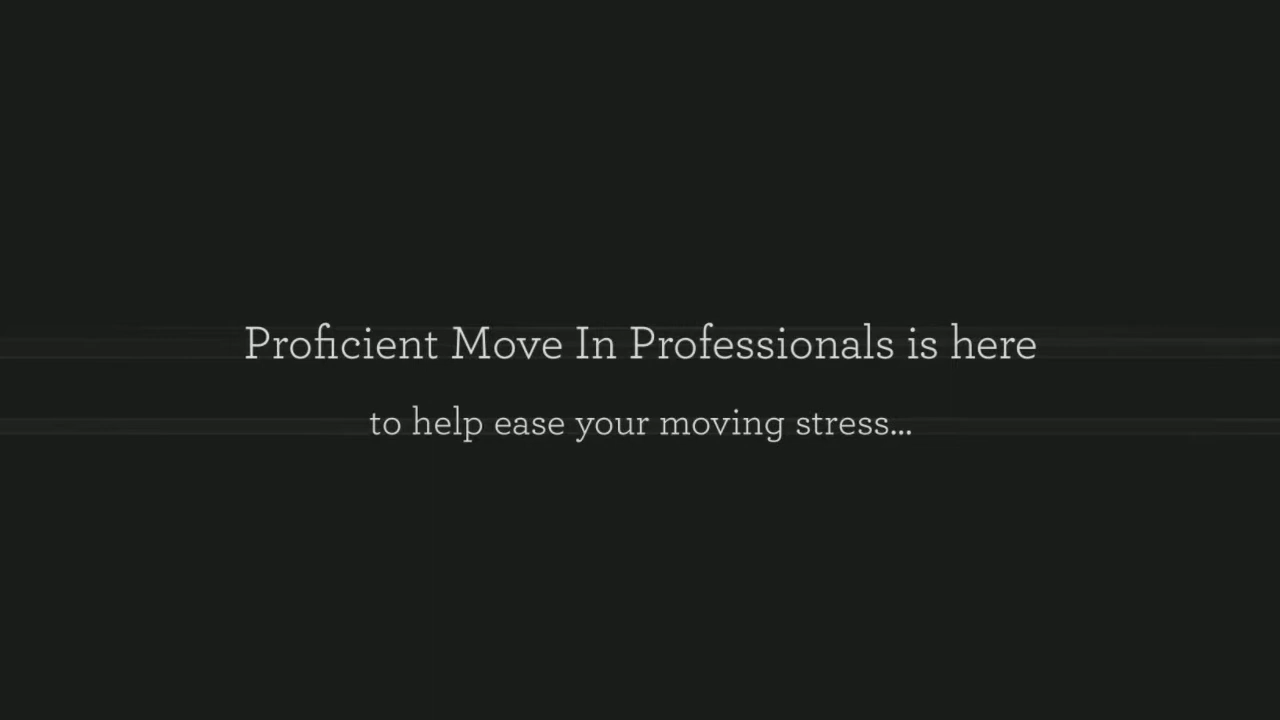 Proficient Move In Professionals is here
to help ease your moving stress...